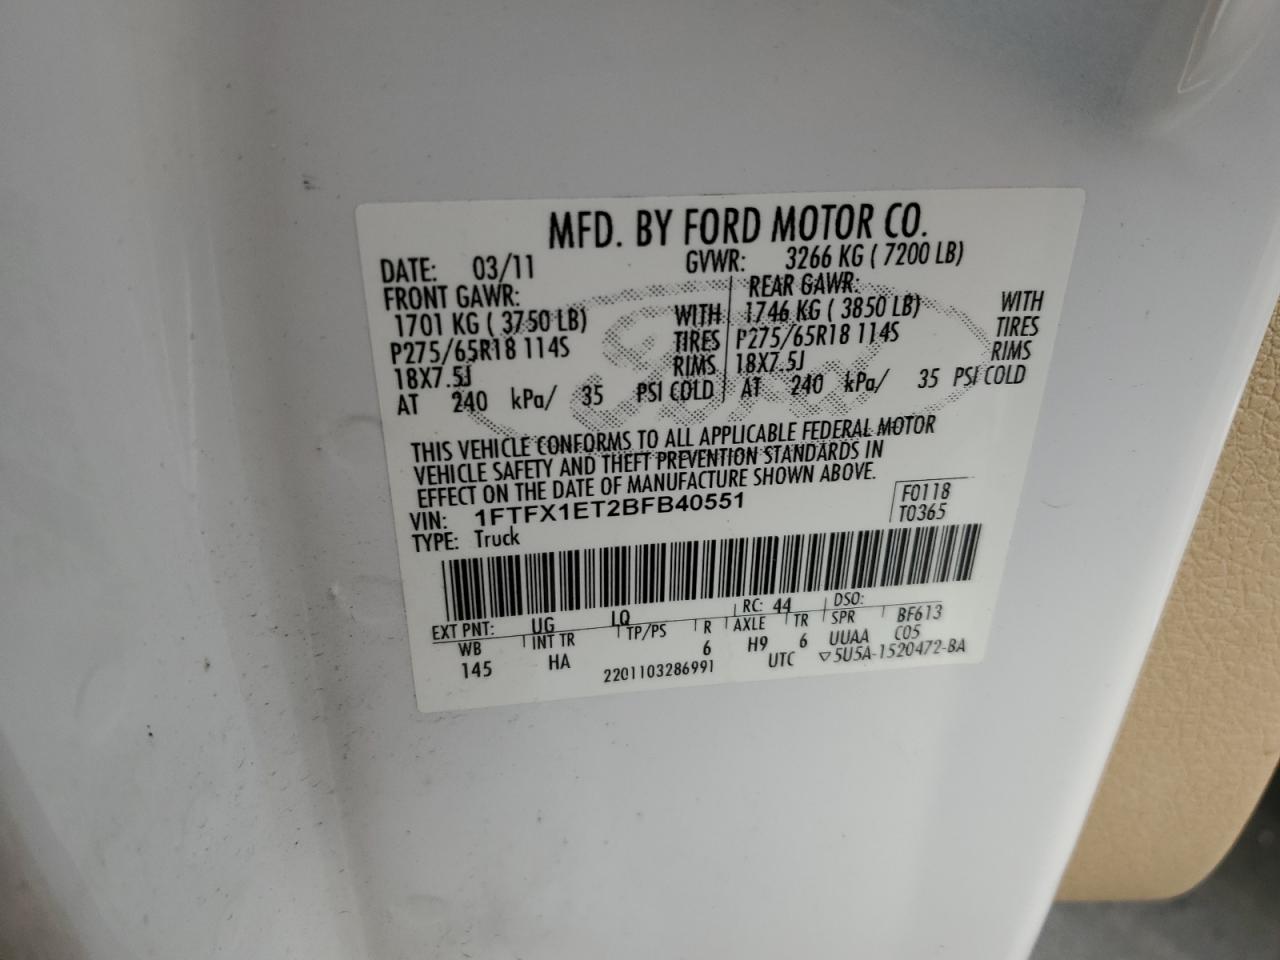 MFD. BY FORD MOTOR CO.
DATE: 03/11 GVWR: 3266 KG ( 7200 LB)
FRONT GAWR: REAR GAWR:
1701 KG ( 3750 LB) WITH 1746 KG ( 3850 LB) WITH
P275/65R18 114S TIRES P275/65R18 114S TIRES
18X7.5J RIMS 18X7.5J RIMS
AT 240 kPa/ 35 PSI COLD AT 240 kPa/ 35 PSI COLD
Ford
THIS VEHICLE CONFORMS TO ALL APPLICABLE FEDERAL MOTOR
VEHICLE SAFETY AND THEFT PREVENTION STANDARDS IN
EFFECT ON THE DATE OF MANUFACTURE SHOWN ABOVE.
VIN: 1FTFX1ET2BFB40551 F0118
TYPE: Truck T0365
EXT PNT: UG LQ RC: 44 DSO:
WB INT TR TP/PS R AXLE TR SPR BF613
145 HA 6 H9 6 UUAA C05
2201103286991 UTC ▽5U5A-1520472-BA